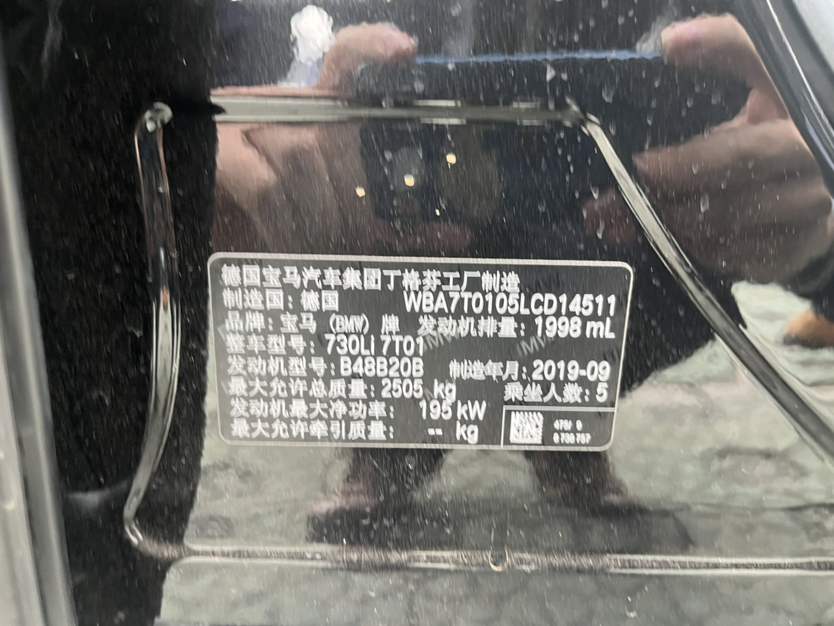 德国宝马汽车集团丁格芬工厂制造
制造国: 德国 WBA7T0105LCD14511
品牌: 宝马 (BMW) 牌 发动机排量: 1998 mL
整车型号: 730Li 7T01
发动机型号: B48B20B 制造年月: 2019-09
最大允许总质量: 2505 kg 乘坐人数: 5
发动机最大净功率: 195 kW
最大允许牵引质量: -- kg